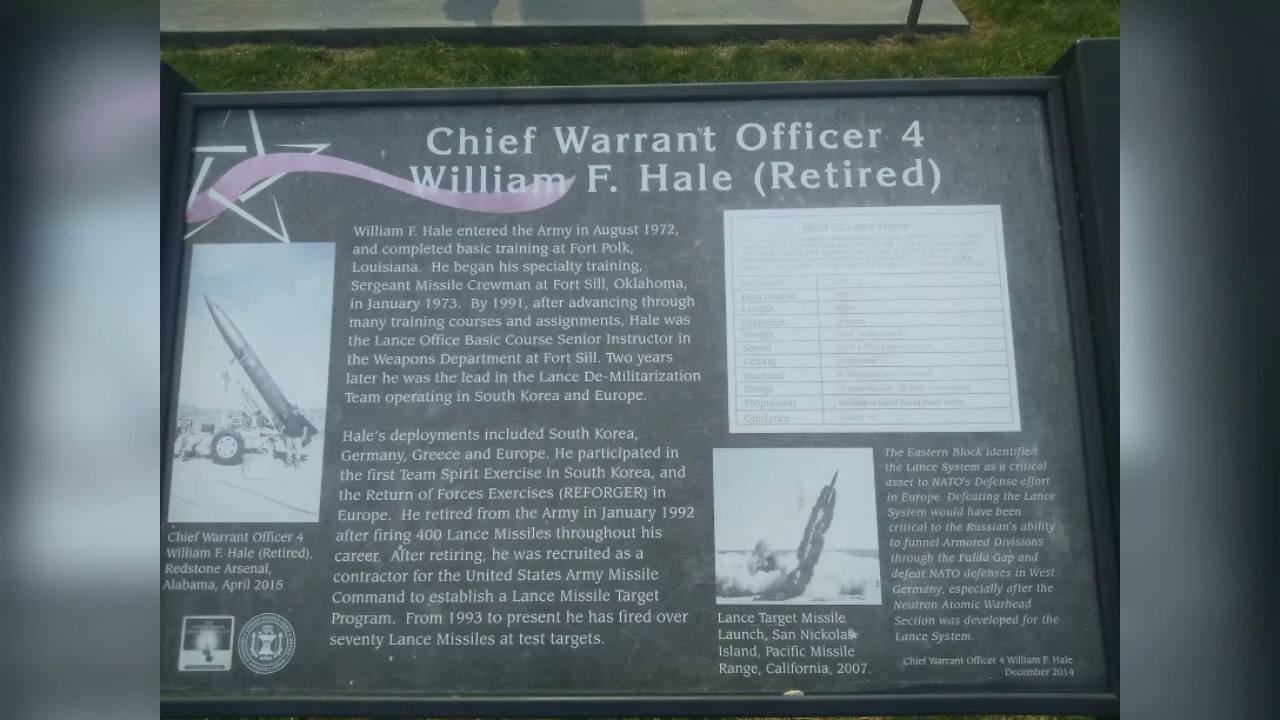 Chief Warrant Officer 4
William F. Hale (Retired)
William F. Hale entered the Army in August 1972,
and completed basic training at Fort Polk,
Louisiana. He began his specialty training,
Sergeant Missile Crewman at Fort Sill, Oklahoma,
in January 1973. By 1991, after advancing through
many training courses and assignments, Hale was
the Lance Office Basic Course Senior Instructor in
the Weapons Department at Fort Sill. Two years
later he was the lead in the Lance De-Militarization
Team operating in South Korea and Europe.
Hale's deployments included South Korea,
Germany, Greece and Europe. He participated in
the first Team Spirit Exercise in South Korea, and
the Return of Forces Exercises (REFORGER) in
Europe. He retired from the Army in January 1992
after firing 400 Lance Missiles throughout his
career. After retiring, he was recruited as a
contractor for the United States Army Missile
Command to establish a Lance Missile Target
Program. From 1993 to present he has fired over
seventy Lance Missiles at test targets.
Chief Warrant Officer 4
William F. Hale (Retired),
Redstone Arsenal,
Alabama, April 2015.
Lance Missile
Deployed
Deactivated
Length
Diameter
Weight
Speed
Ceiling
Warhead
Range
Propulsion
Guidance
Lance Target Missile
Launch, San Nickolas
Island, Pacific Missile
Range, California, 2007.
The Eastern Block identified
the Lance System as a critical
asset to NATO's Defense effort
in Europe. Defeating the Lance
System would have been
critical to the Russian's ability
to funnel Armored Divisions
through the Fulda Gap and
defeat NATO defenses in West
Germany, especially after the
Neutron Atomic Warhead
Section was developed for the
Lance System.
Chief Warrant Officer 4 William F. Hale
December 2014